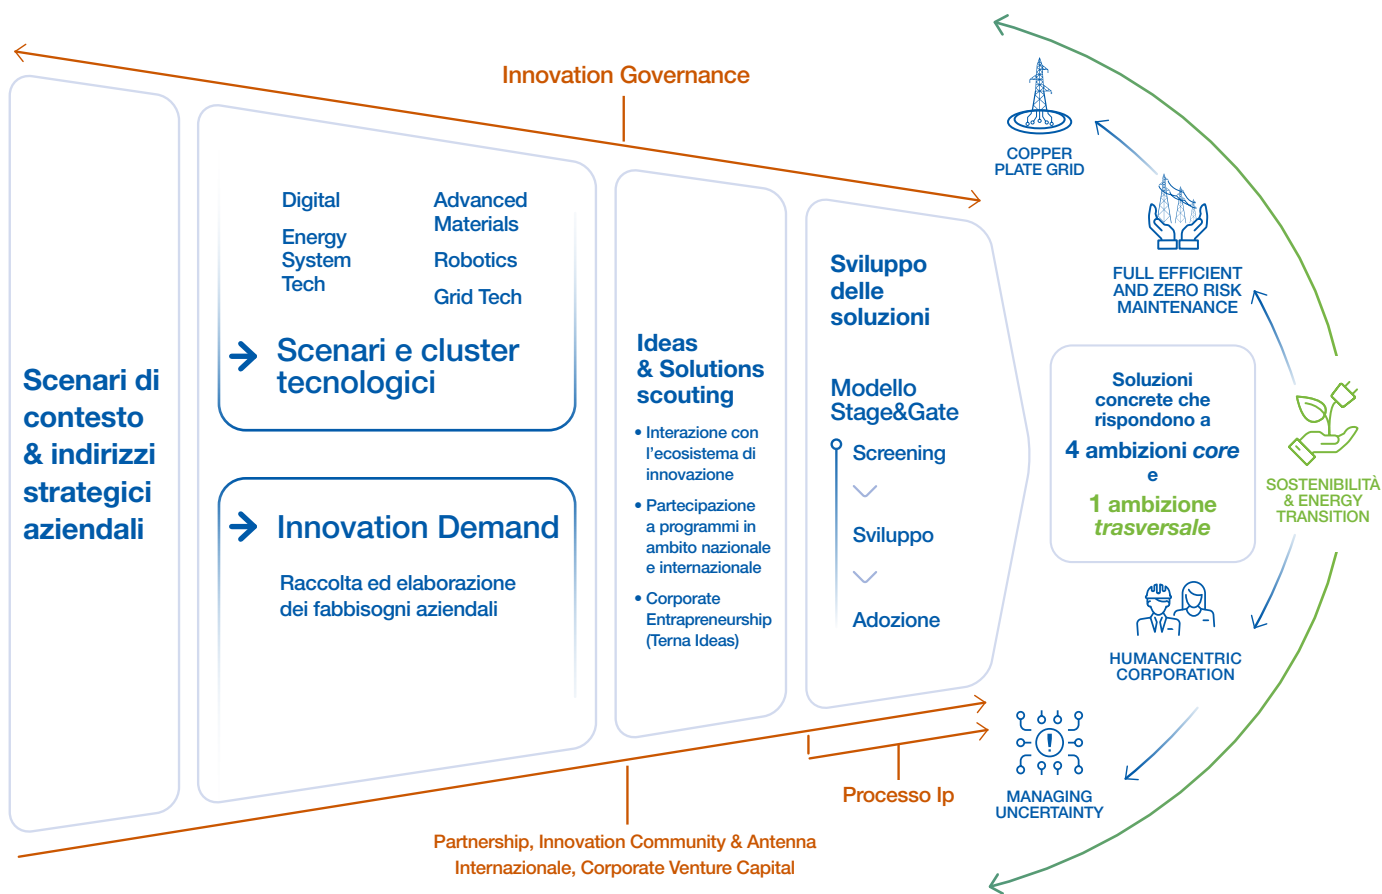 Innovation Governance
Scenari di
contesto
& indirizzi
strategici
aziendali
Digital
Energy
System
Tech
Advanced
Materials
Robotics
Grid Tech
Scenari e cluster
tecnologici
Innovation Demand
Raccolta ed elaborazione
dei fabbisogni aziendali
Ideas
& Solutions
scouting
• Interazione con
l’ecosistema di
innovazione
• Partecipazione
a programmi in
ambito nazionale
e internazionale
• Corporate
Entrapreneurship
(Terna Ideas)
Sviluppo
delle
soluzioni
Modello
Stage&Gate
Screening
Sviluppo
Adozione
Processo Ip
Partnership, Innovation Community & Antenna
Internazionale, Corporate Venture Capital
COPPER
PLATE GRID
FULL EFFICIENT
AND ZERO RISK
MAINTENANCE
Soluzioni
concrete che
rispondono a
4 ambizioni core
e
1 ambizione
trasversale
SOSTENIBILITÀ
& ENERGY
TRANSITION
HUMANCENTRIC
CORPORATION
MANAGING
UNCERTAINTY